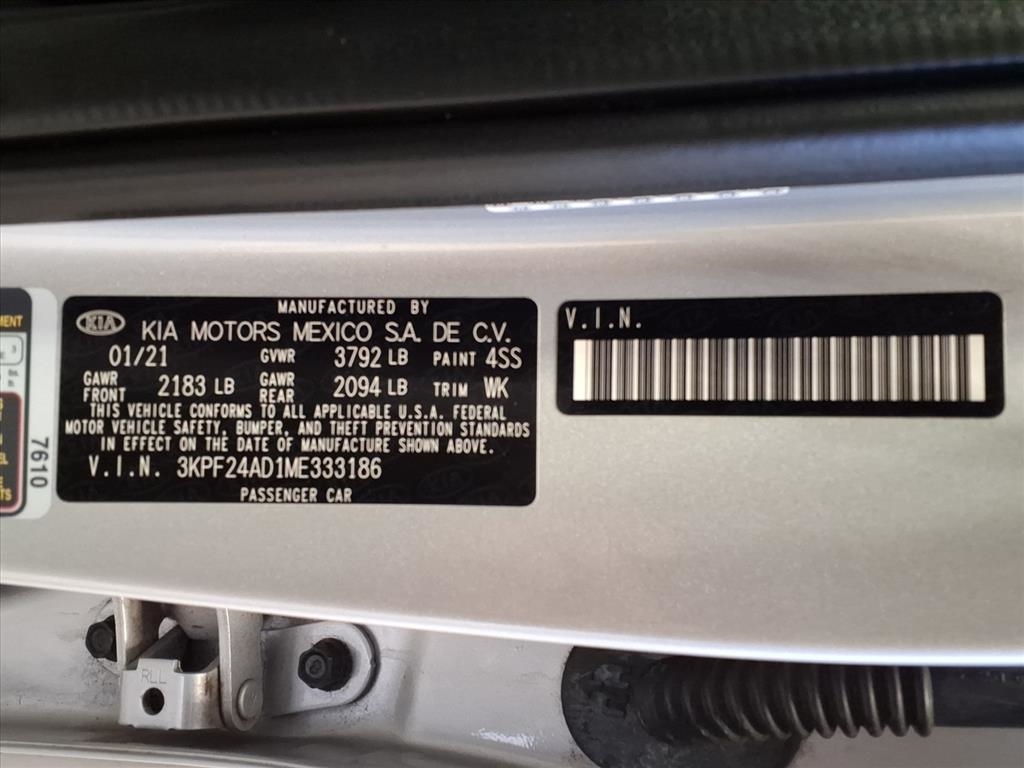 MANUFACTURED BY
KIA KIA MOTORS MEXICO S.A. DE C.V.
01/21 GVWR 3792 LB PAINT 4SS
GAWR FRONT 2183 LB GAWR REAR 2094 LB TRIM WK
THIS VEHICLE CONFORMS TO ALL APPLICABLE U.S.A. FEDERAL
MOTOR VEHICLE SAFETY, BUMPER, AND THEFT PREVENTION STANDARDS
IN EFFECT ON THE DATE OF MANUFACTURE SHOWN ABOVE.
V.I.N. 3KPF24AD1ME333186
PASSENGER CAR
V.I.N.
7610
RLL